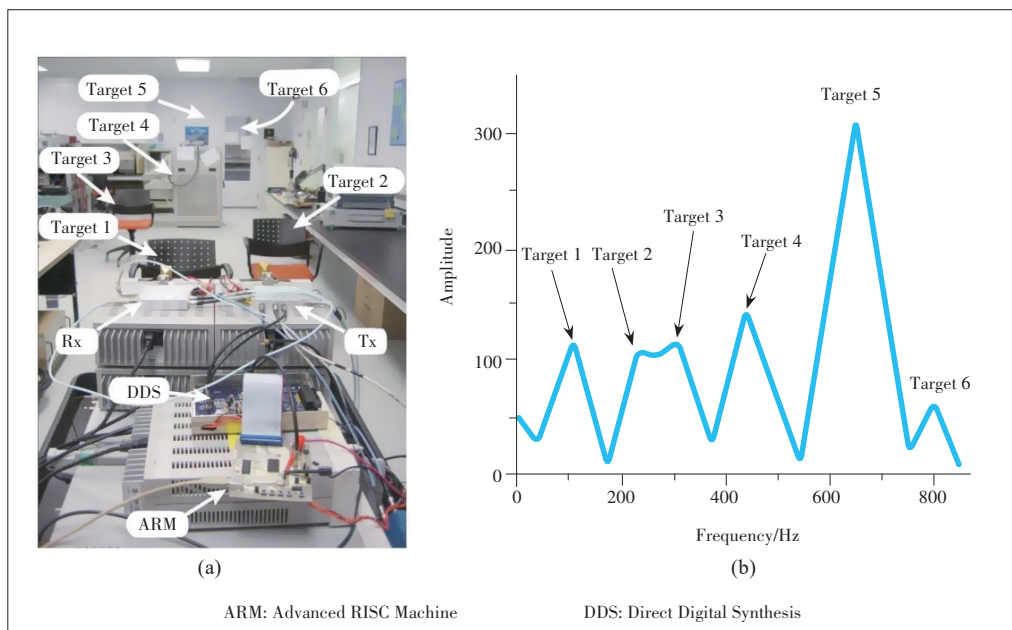 Target 5
Target 6
Target 4
Target 3
Target 2
Target 1
Rx
Tx
DDS
ARM
(a)
Amplitude
300
200
100
0
Target 1
Target 2
Target 3
Target 4
Target 5
Target 6
0
200
400
600
800
Frequency/Hz
(b)
ARM: Advanced RISC Machine
DDS: Direct Digital Synthesis